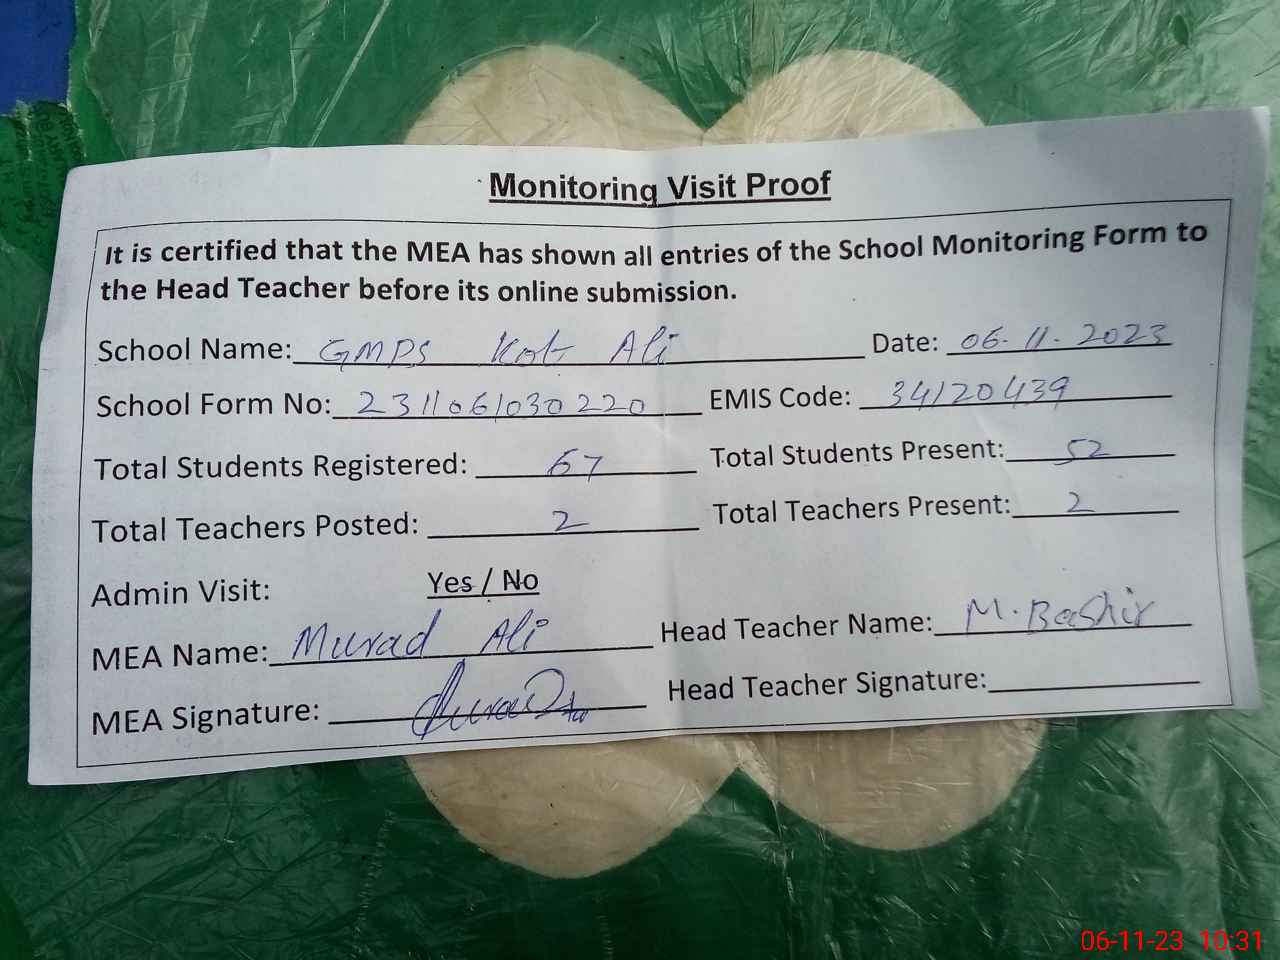 Monitoring Visit Proof
It is certified that the MEA has shown all entries of the School Monitoring Form to
the Head Teacher before its online submission.
School Name: GMPS Kot Ali Date: 06.11.2023
School Form No: 2311061030220 EMIS Code: 34120439
Total Students Registered: 67 Total Students Present: 52
Total Teachers Posted: 2 Total Teachers Present: 2
Admin Visit: Yes / No
MEA Name: Murad Ali Head Teacher Name: M. Bashir
MEA Signature: Head Teacher Signature:
06-11-23 10:31